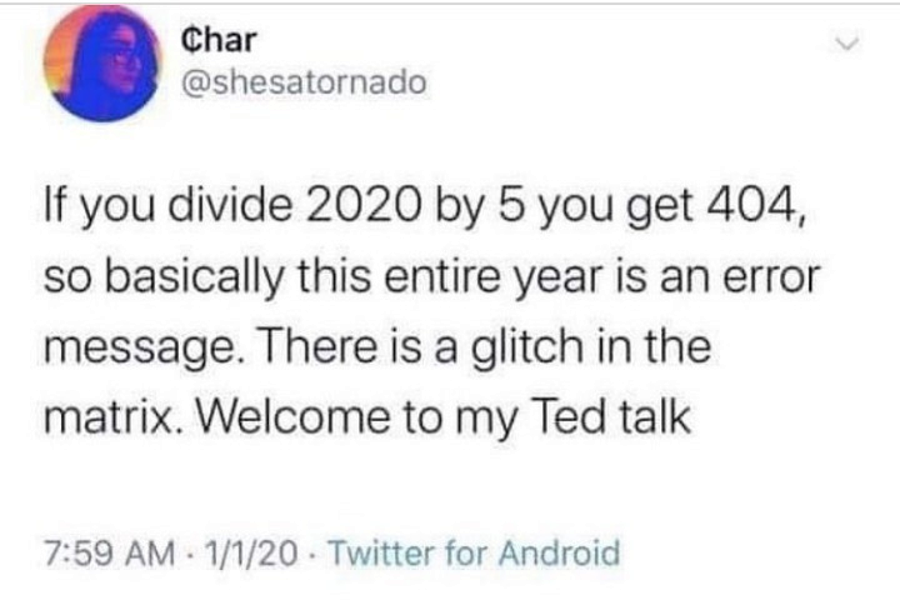 ₵har
@shesatornado
If you divide 2020 by 5 you get 404,
so basically this entire year is an error
message. There is a glitch in the
matrix. Welcome to my Ted talk
7:59 AM · 1/1/20 · Twitter for Android